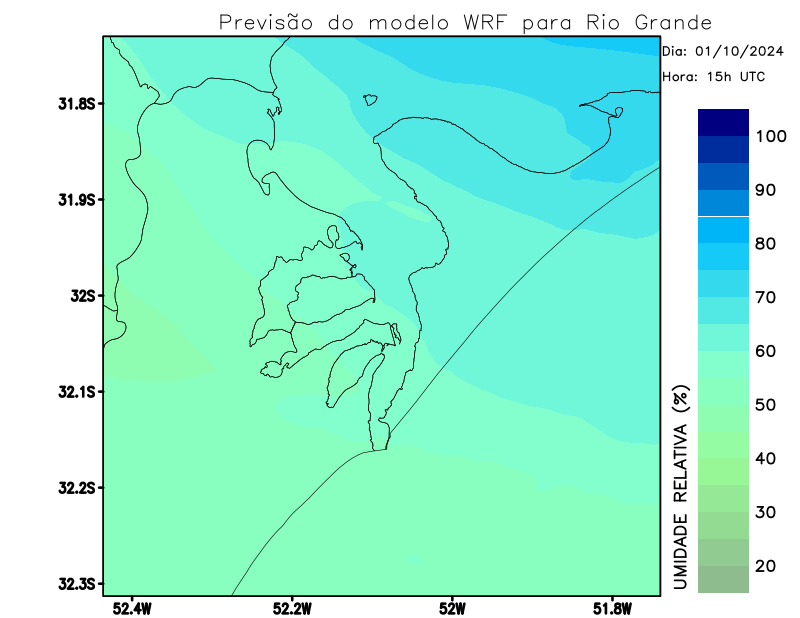 Previsão do modelo WRF para Rio Grande
Dia: 01/10/2024
Hora: 15h UTC
31.8S
31.9S
32S
32.1S
32.2S
32.3S
52.4W
52.2W
52W
51.8W
100
90
80
70
60
50
40
30
20
UMIDADE RELATIVA (%)